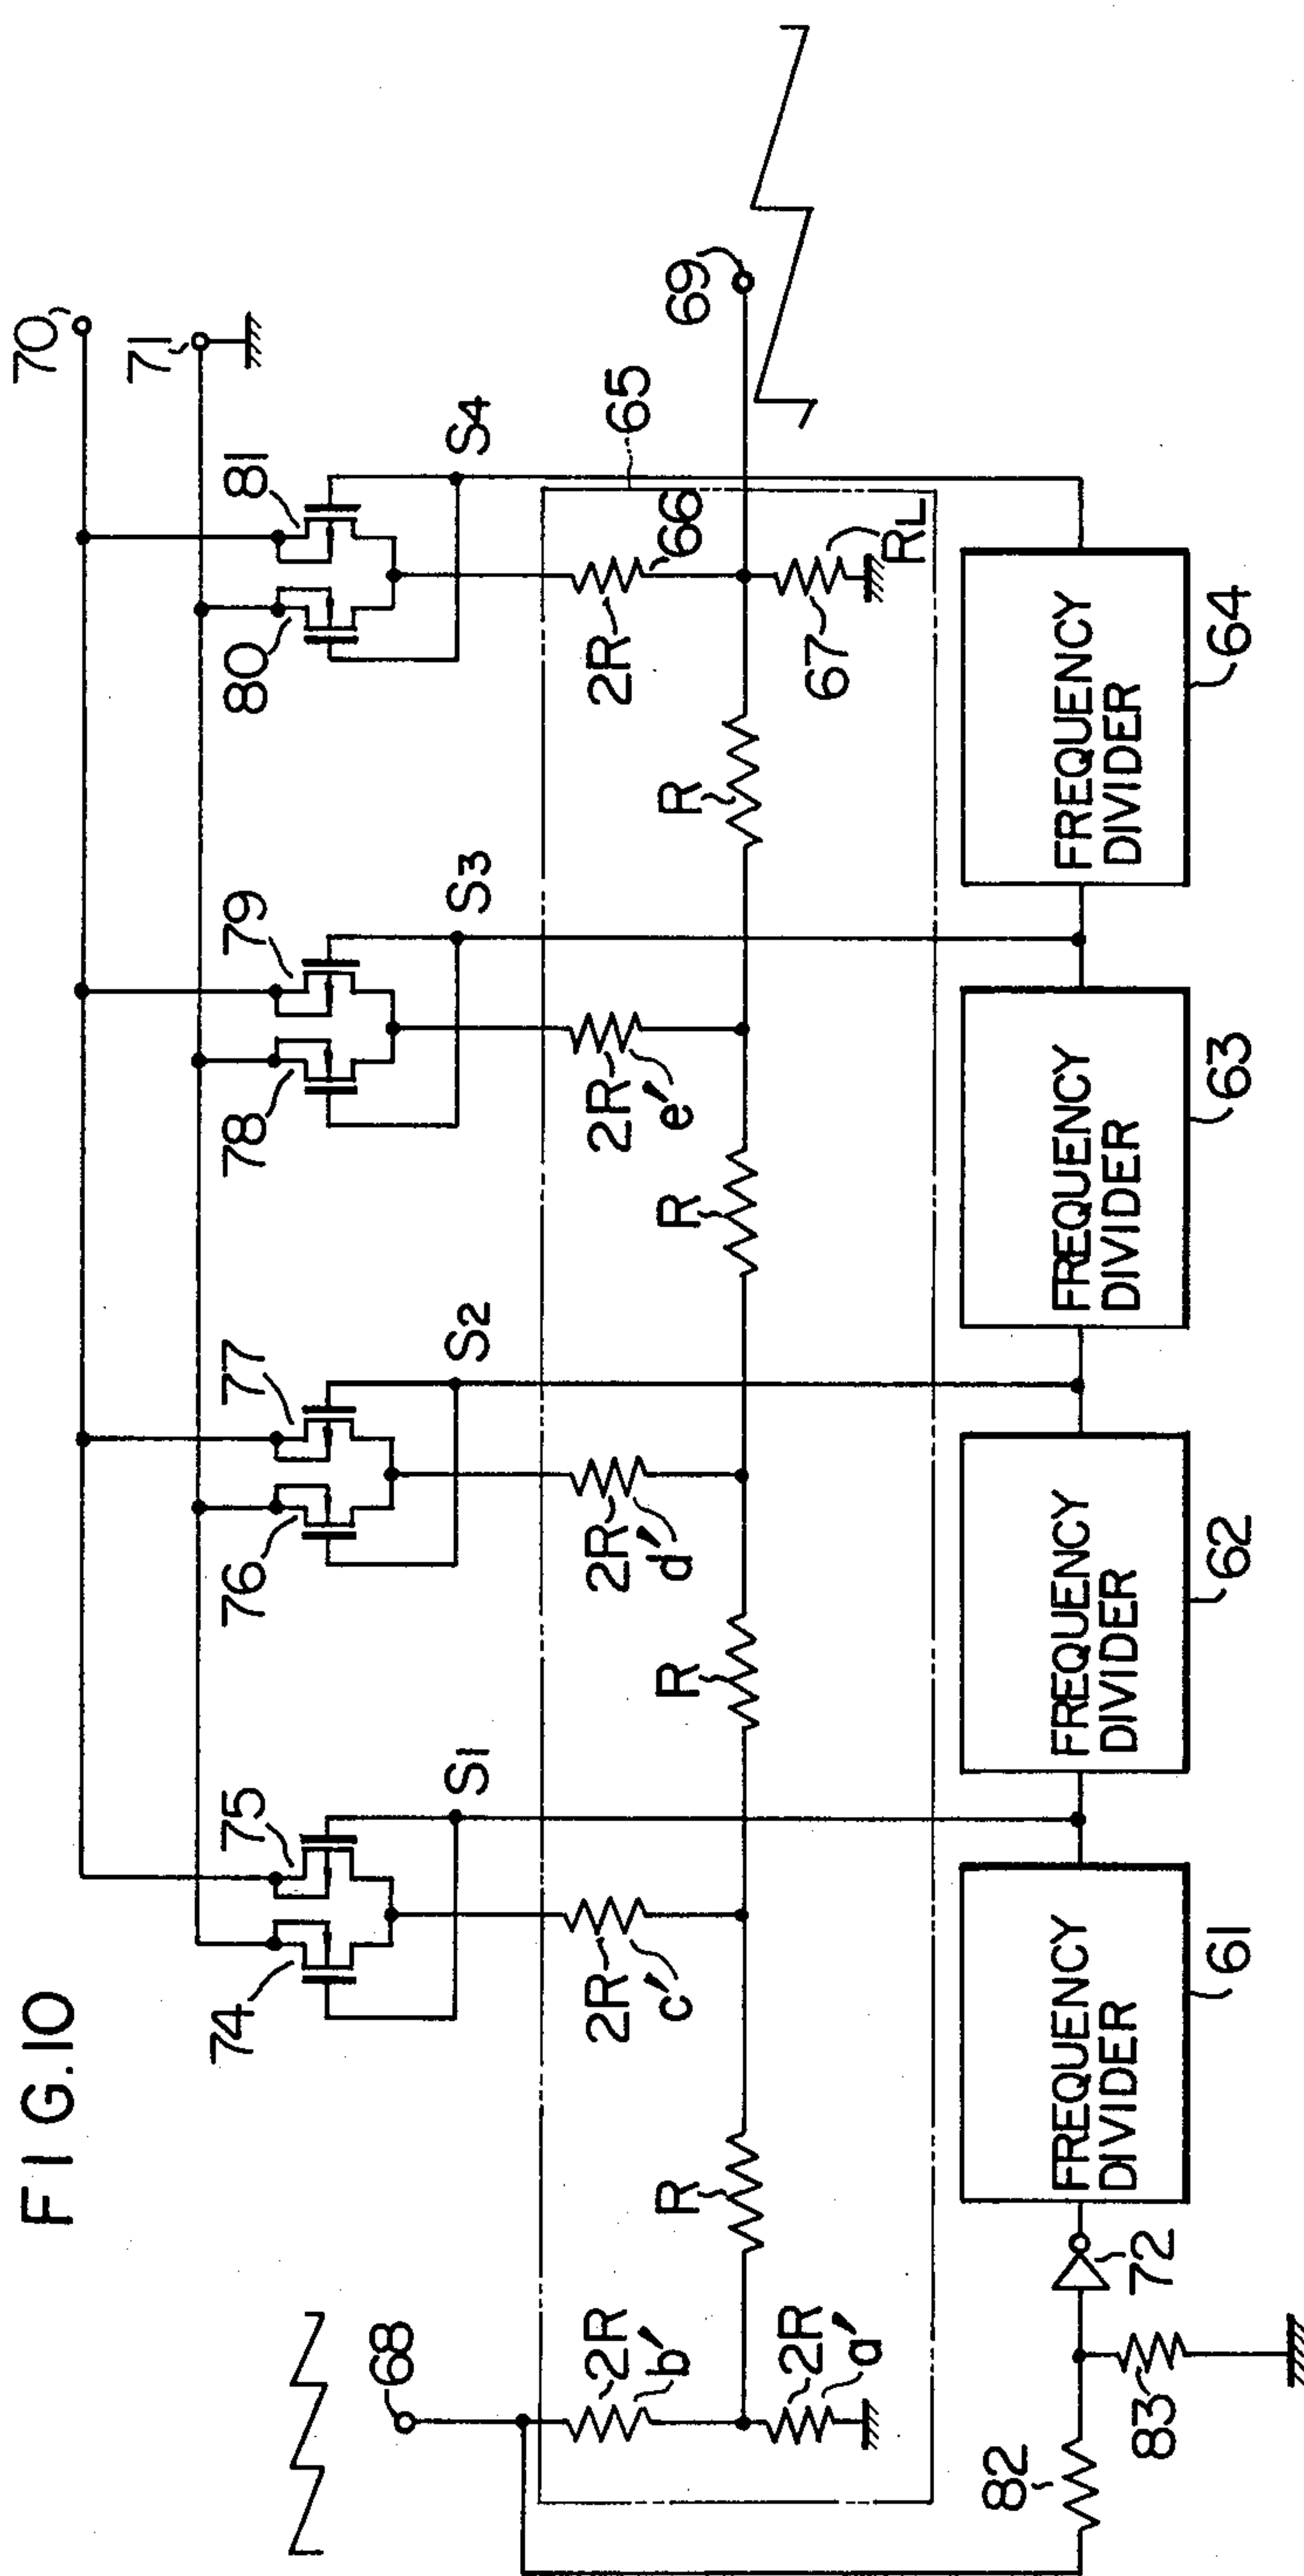 FIG.10
70
71
74
75
76
77
78
79
80
81
S1
S2
S3
S4
68
2R
b'
2R
c'
2R
d'
2R
e'
2R
66
65
69
R
R
R
R
2R
a'
67
RL
82
83
72
FREQUENCY
DIVIDER
61
FREQUENCY
DIVIDER
62
FREQUENCY
DIVIDER
63
FREQUENCY
DIVIDER
64